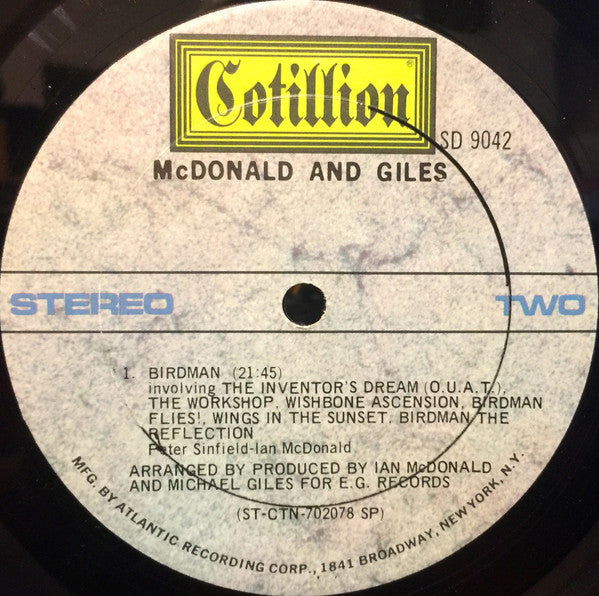 Cotillion®
SD 9042
McDONALD AND GILES
STEREO TWO
1. BIRDMAN (21:45)
involving THE INVENTOR'S DREAM (O.U.A.T.),
THE WORKSHOP, WISHBONE ASCENSION, BIRDMAN
FLIES!, WINGS IN THE SUNSET, BIRDMAN THE
REFLECTION
Peter Sinfield-Ian McDonald
ARRANGED BY PRODUCED BY IAN McDONALD
AND MICHAEL GILES FOR E.G. RECORDS
(ST-CTN-702078 SP)
MFG. BY ATLANTIC RECORDING CORP., 1841 BROADWAY, NEW YORK, N.Y.